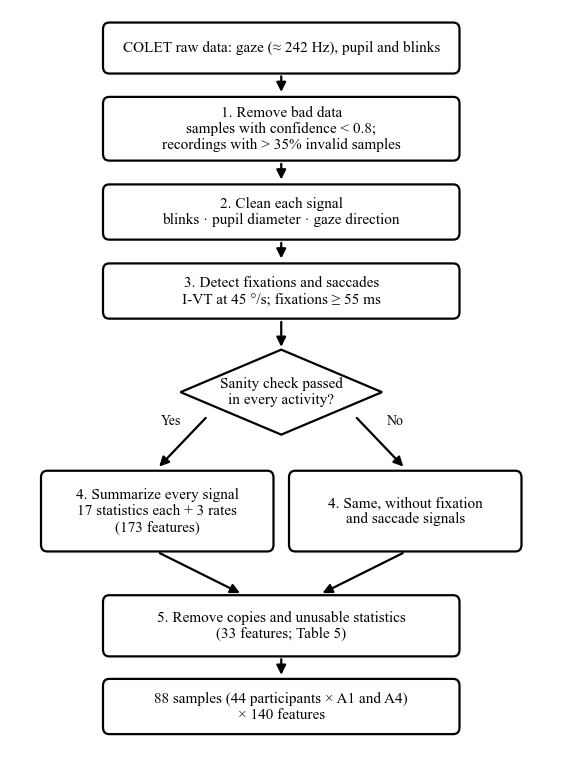 COLET raw data: gaze (≈ 242 Hz), pupil and blinks
1. Remove bad data
samples with confidence < 0.8;
recordings with > 35% invalid samples
2. Clean each signal
blinks · pupil diameter · gaze direction
3. Detect fixations and saccades
I-VT at 45 °/s; fixations ≥ 55 ms
Sanity check passed
in every activity?
Yes
No
4. Summarize every signal
17 statistics each + 3 rates
(173 features)
4. Same, without fixation
and saccade signals
5. Remove copies and unusable statistics
(33 features; Table 5)
88 samples (44 participants × A1 and A4)
× 140 features